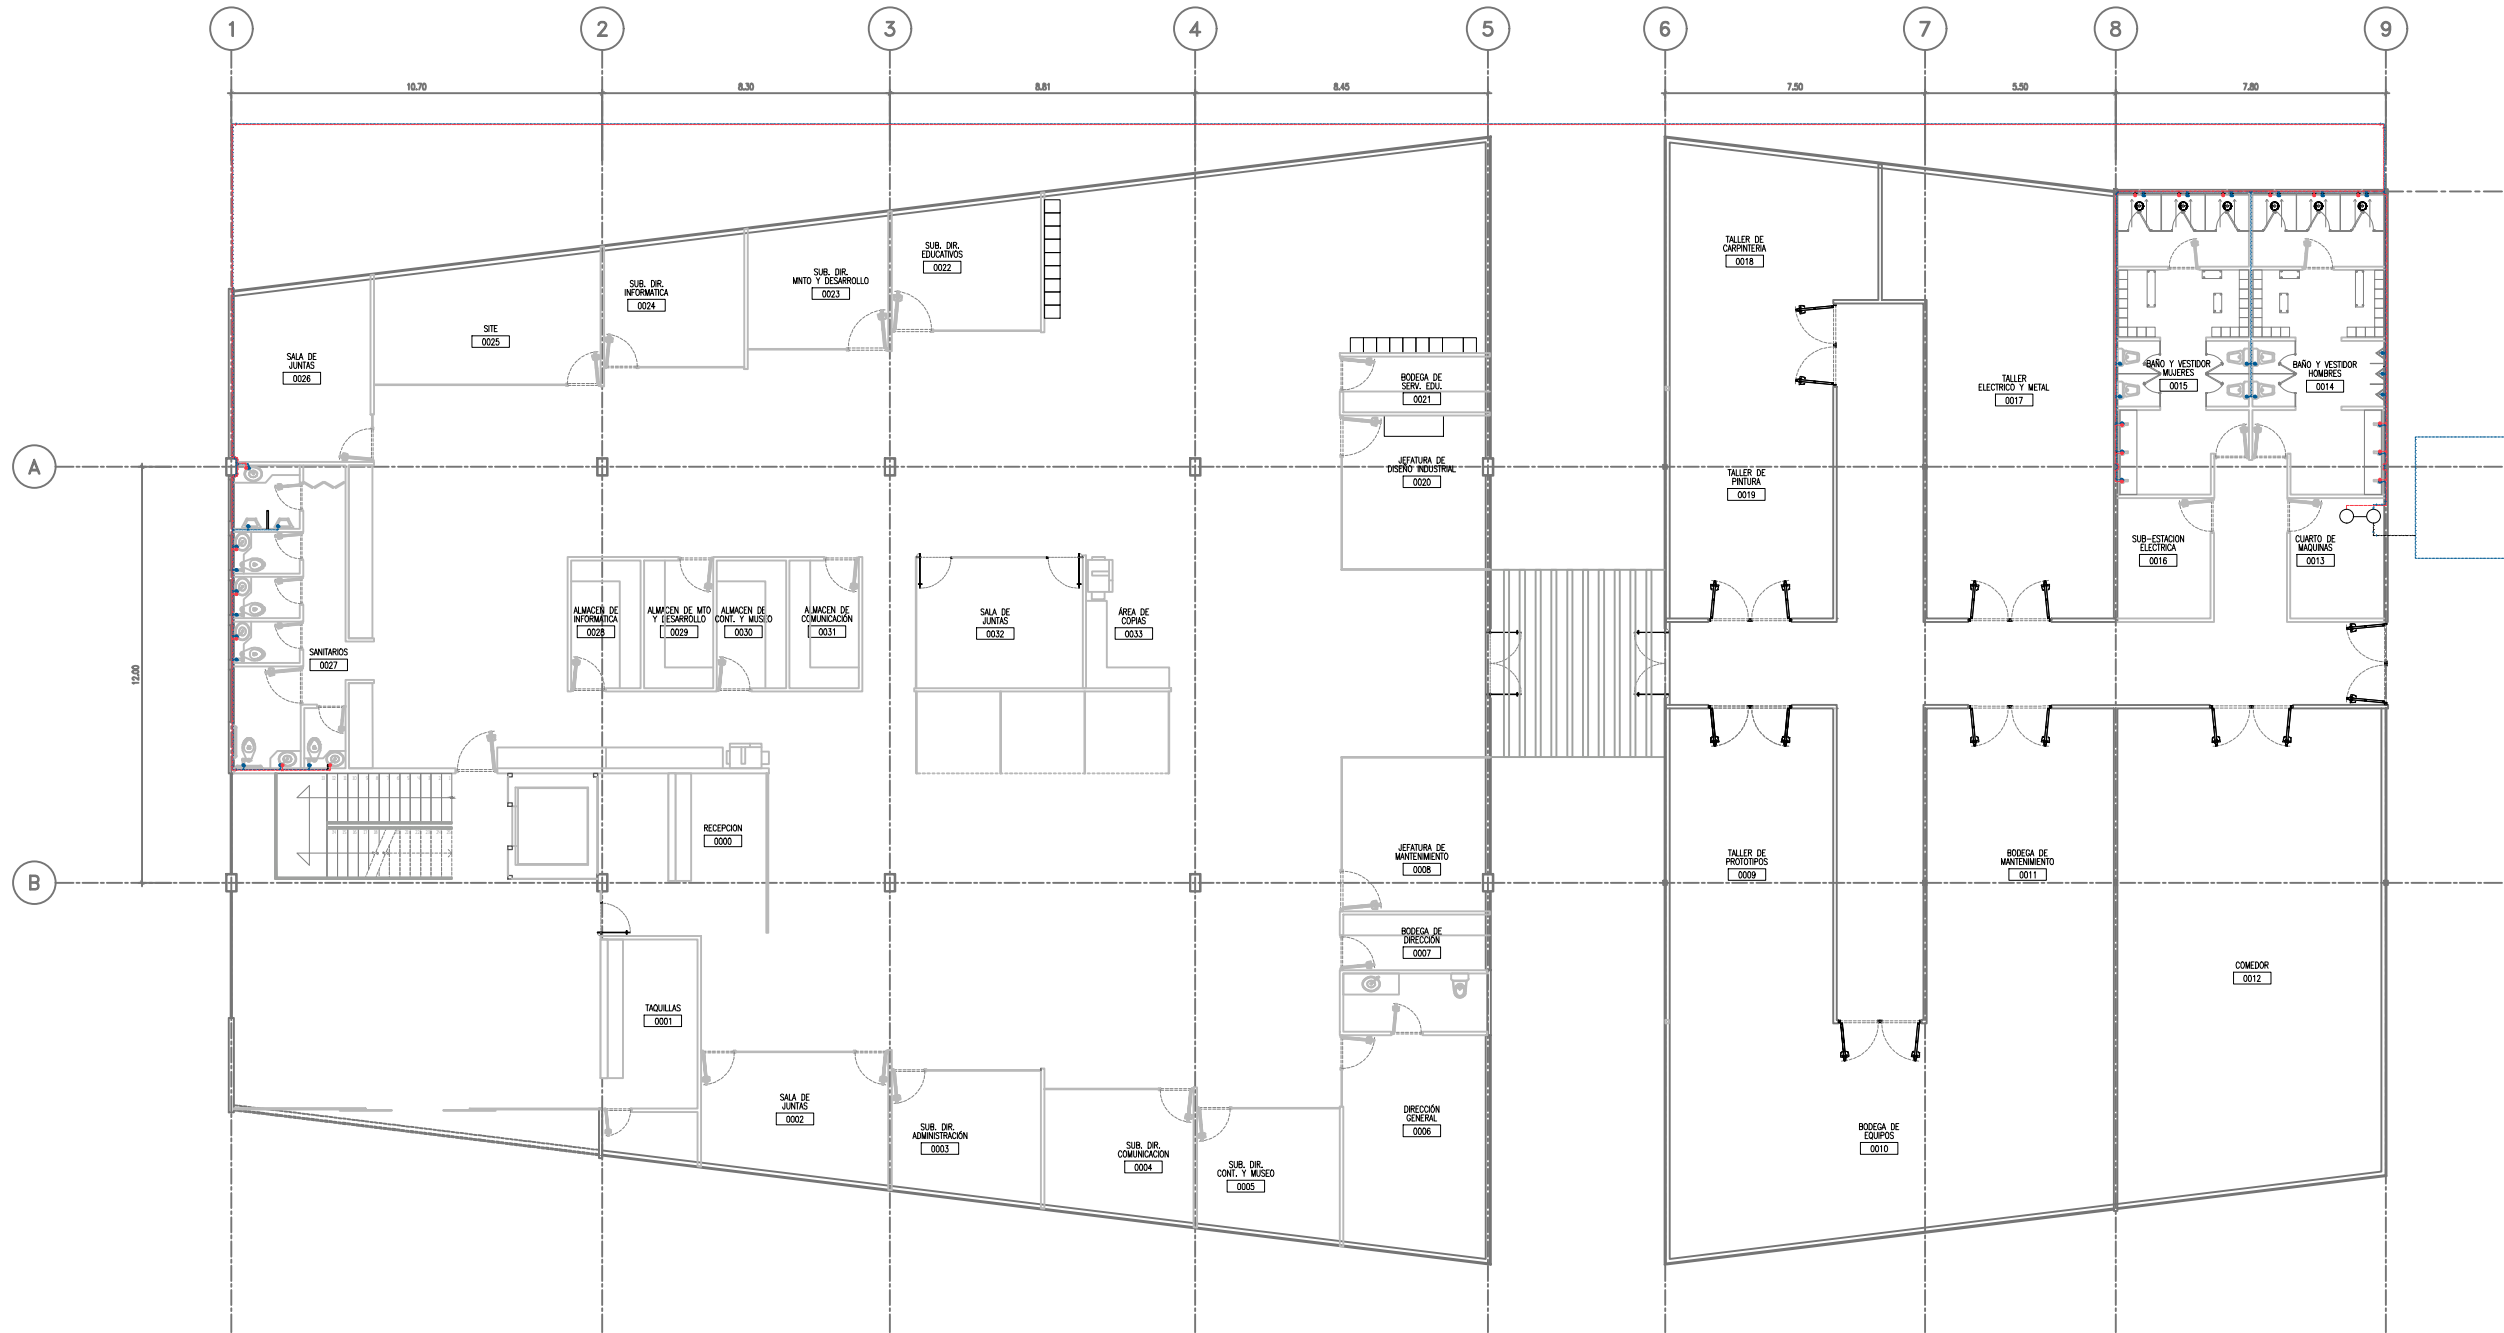 1 2 3 4 5 6 7 8 9
10.70 8.30 8.81 8.45 7.50 5.50 7.80
A
B
12.00
SUB. DIR.
EDUCATIVOS
0022
SUB. DIR.
MNTO Y DESARROLLO
0023
SUB. DIR.
INFORMATICA
0024
SITE
0025
SALA DE
JUNTAS
0026
TALLER DE
CARPINTERIA
0018
BODEGA DE
SERV. EDU.
0021
JEFATURA DE
DISEÑO INDUSTRIAL
0020
TALLER DE
PINTURA
0019
TALLER
ELECTRICO Y METAL
0017
BAÑO Y VESTIDOR
MUJERES
0015
BAÑO Y VESTIDOR
HOMBRES
0014
SUB-ESTACION
ELECTRICA
0016
CUARTO DE
MAQUINAS
0013
SANITARIOS
0027
ALMACEN DE
INFORMATICA
0028
ALMACEN DE MTO
Y DESARROLLO
0029
ALMACEN DE
CONT. Y MUSEO
0030
ALMACEN DE
COMUNICACIÓN
0031
SALA DE
JUNTAS
0032
ÁREA DE
COPIAS
0033
RECEPCION
0000
JEFATURA DE
MANTENIMIENTO
0008
TALLER DE
PROTOTIPOS
0009
BODEGA DE
MANTENIMIENTO
0011
BODEGA DE
DIRECCIÓN
0007
COMEDOR
0012
TAQUILLAS
0001
SALA DE
JUNTAS
0002
SUB. DIR.
ADMINISTRACIÓN
0003
SUB. DIR.
COMUNICACION
0004
SUB. DIR.
CONT. Y MUSEO
0005
DIRECCIÓN
GENERAL
0006
BODEGA DE
EQUIPOS
0010